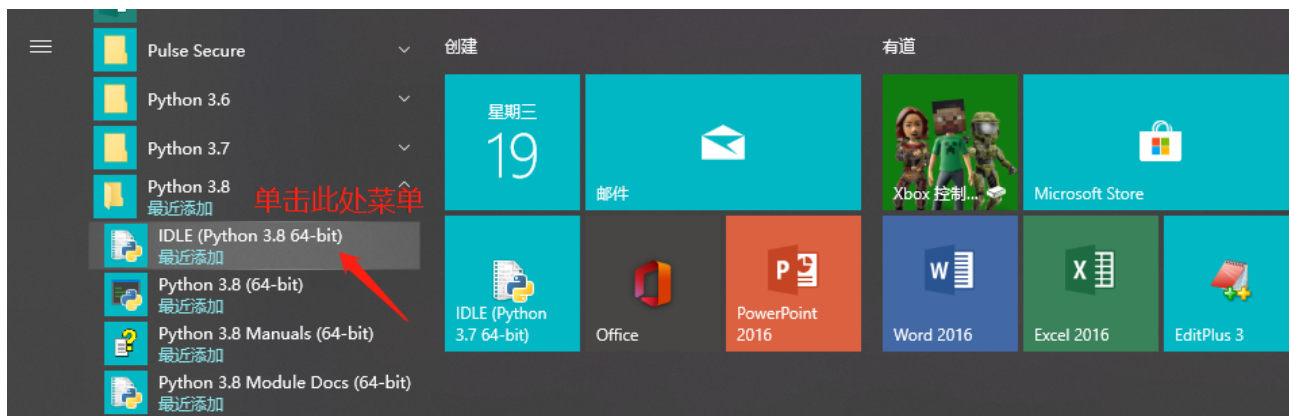 Pulse Secure
Python 3.6
Python 3.7
Python 3.8
最近添加
单击此处菜单
IDLE (Python 3.8 64-bit)
最近添加
Python 3.8 (64-bit)
最近添加
Python 3.8 Manuals (64-bit)
最近添加
Python 3.8 Module Docs (64-bit)
最近添加
创建
星期三
19
邮件
IDLE (Python
3.7 64-bit)
Office
PowerPoint
2016
有道
Xbox 控制...
Microsoft Store
Word 2016
Excel 2016
EditPlus 3